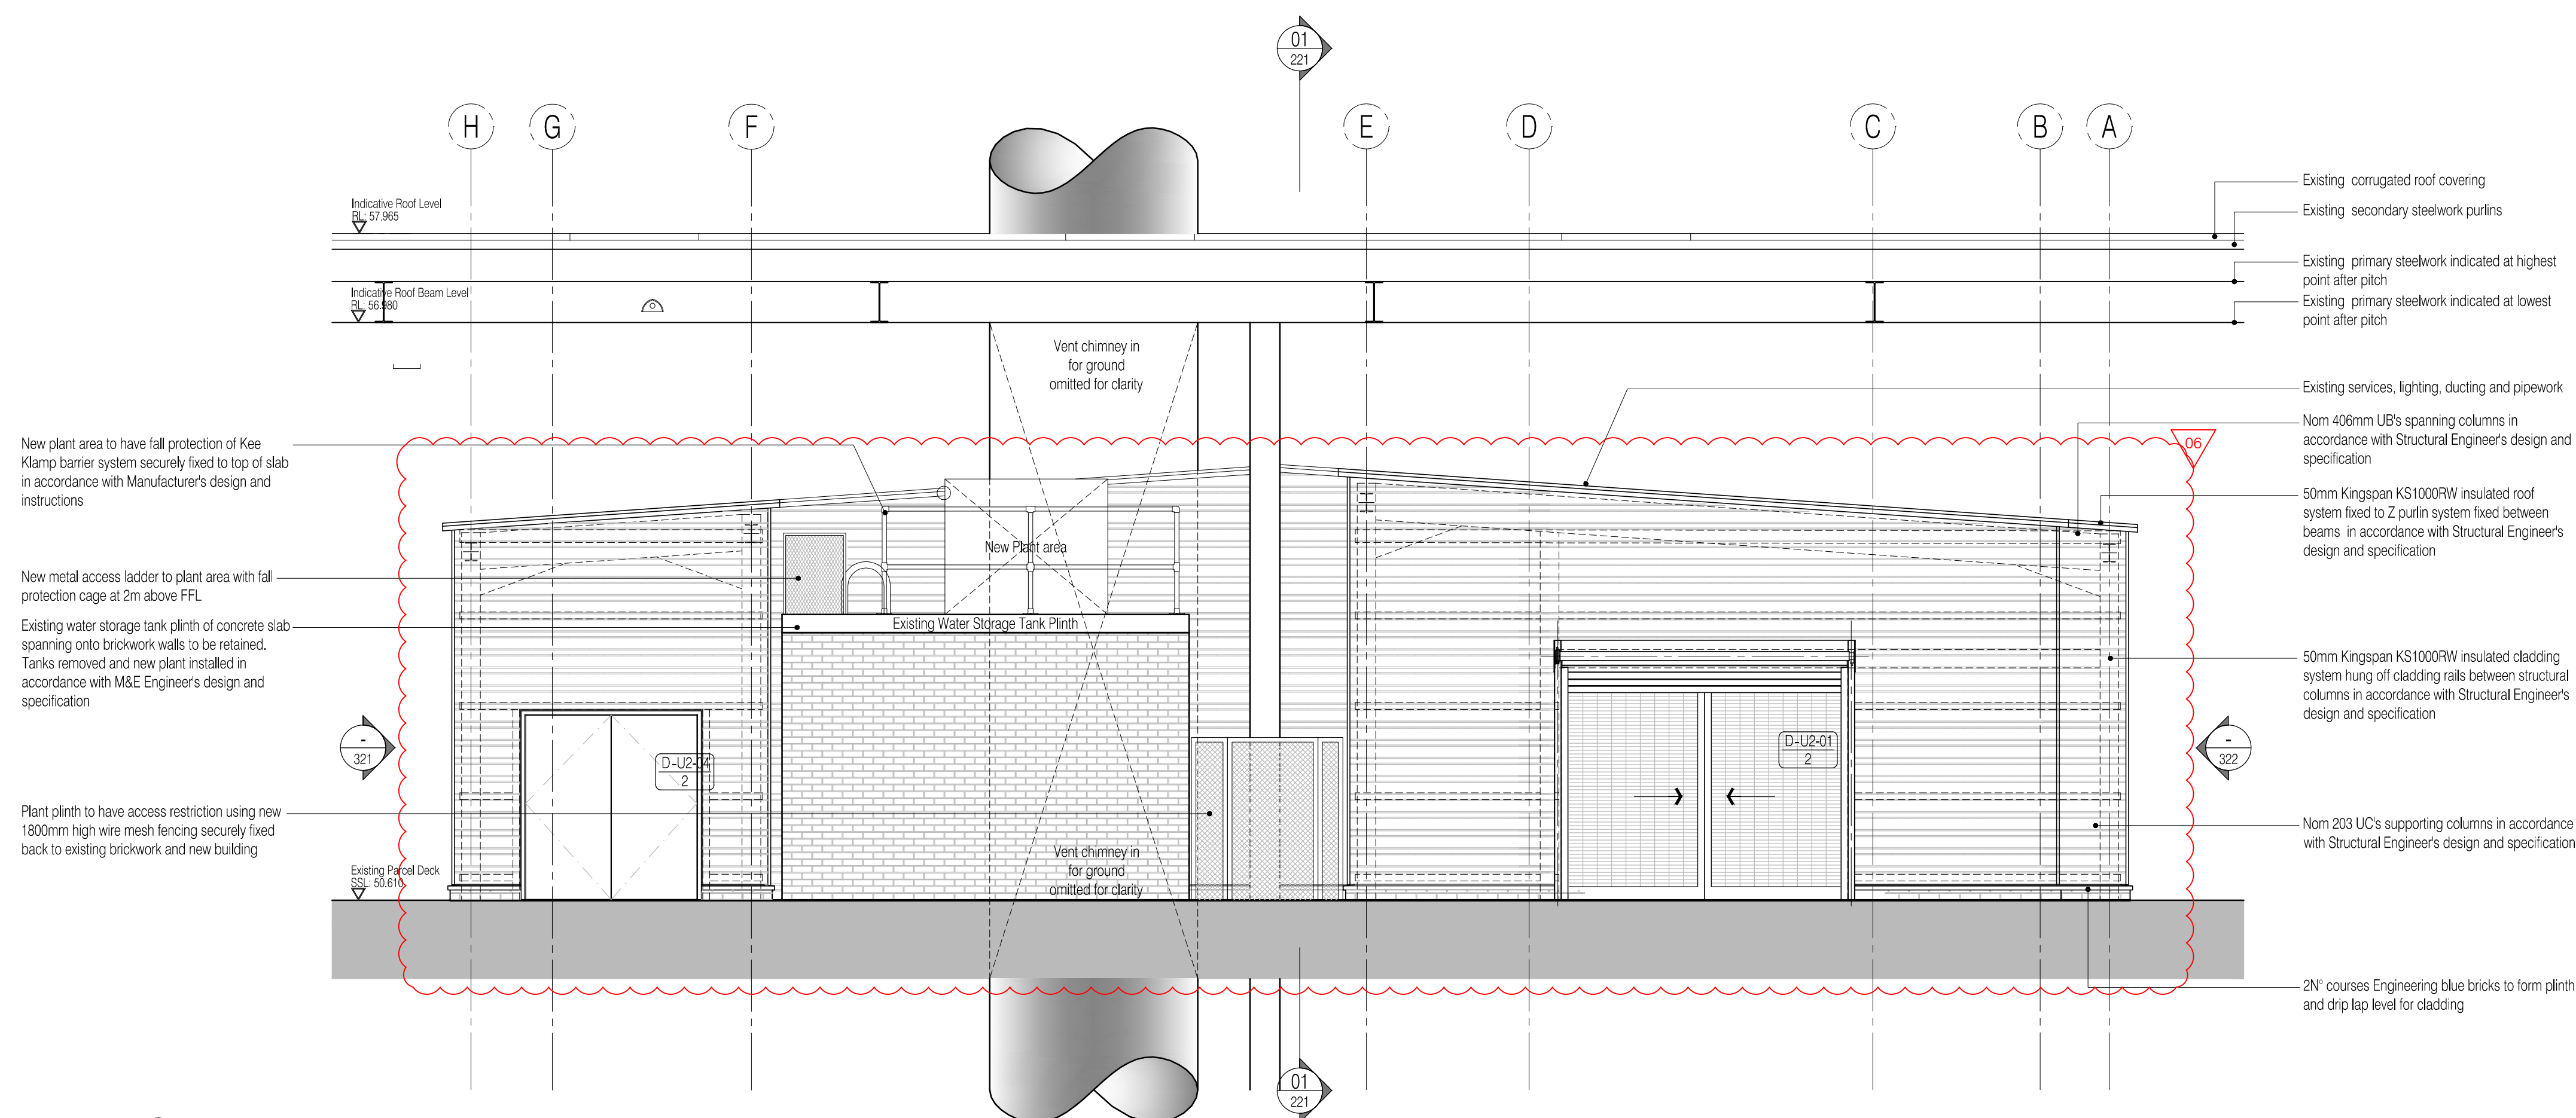 01
221
H
G
F
E
D
C
B
A
Indicative Roof Level
RL: 57.965
Indicative Roof Beam Level
RL: 56.980
Existing corrugated roof covering
Existing secondary steelwork purlins
Existing primary steelwork indicated at highest
point after pitch
Existing primary steelwork indicated at lowest
point after pitch
Vent chimney in
for ground
omitted for clarity
Existing services, lighting, ducting and pipework
Nom 406mm UB's spanning columns in
accordance with Structural Engineer's design and
specification
06
50mm Kingspan KS1000RW insulated roof
system fixed to Z purlin system fixed between
beams in accordance with Structural Engineer's
design and specification
50mm Kingspan KS1000RW insulated cladding
system hung off cladding rails between structural
columns in accordance with Structural Engineer's
design and specification
Nom 203 UC's supporting columns in accordance
with Structural Engineer's design and specification
2N° courses Engineering blue bricks to form plinth
and drip lap level for cladding
New plant area to have fall protection of Kee
Klamp barrier system securely fixed to top of slab
in accordance with Manufacturer's design and
instructions
New metal access ladder to plant area with fall
protection cage at 2m above FFL
Existing water storage tank plinth of concrete slab
spanning onto brickwork walls to be retained.
Tanks removed and new plant installed in
accordance with M&E Engineer's design and
specification
Plant plinth to have access restriction using new
1800mm high wire mesh fencing securely fixed
back to existing brickwork and new building
New Plant area
Existing Water Storage Tank Plinth
-
321
D-U2-04
2
D-U2-01
2
-
322
Vent chimney in
for ground
omitted for clarity
Existing Parcel Deck
SSL: 50.610
01
221